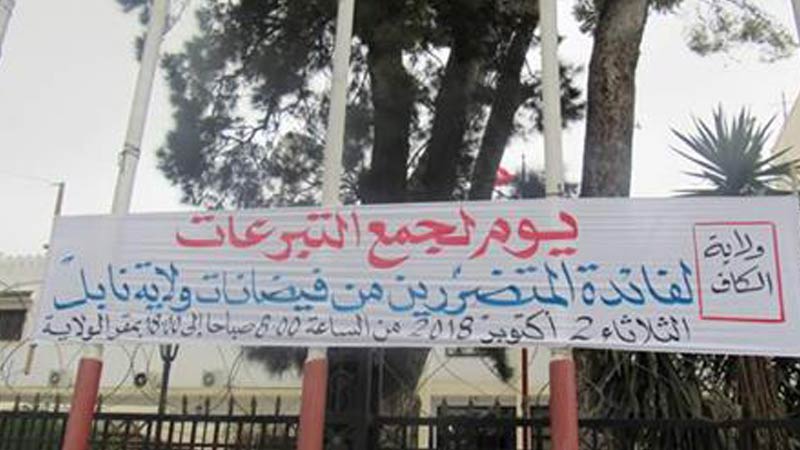 ولاية
الكاف
يوم لجمع التبرعات
لفائدة المتضررين من فيضانات ولاية نابل
الثلاثاء 2 أكتوبر 2018 من الساعة 8:00 صباحا إلى 18:00 بمقر الولاية